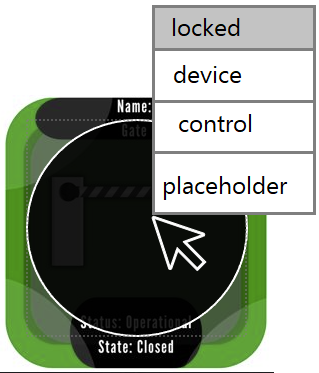 locked
device
control
placeholder
Name:
Gate
Status: Operational
State: Closed